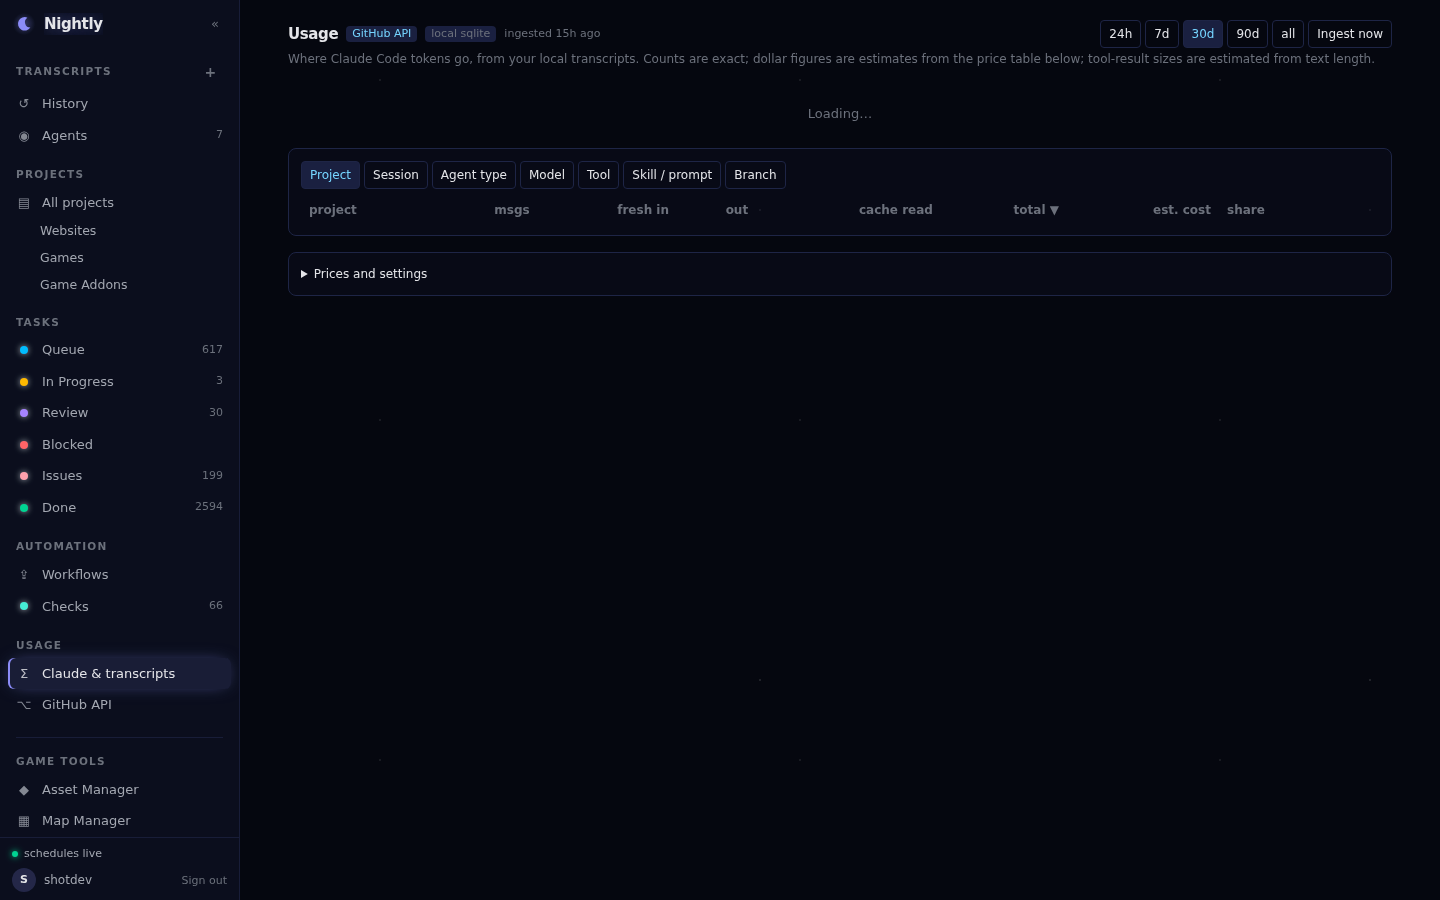 Nightly «
TRANSCRIPTS +
History
Agents 7
PROJECTS
All projects
Websites
Games
Game Addons
TASKS
Queue 617
In Progress 3
Review 30
Blocked
Issues 199
Done 2594
AUTOMATION
Workflows
Checks 66
USAGE
Σ Claude & transcripts
GitHub API
GAME TOOLS
Asset Manager
Map Manager
schedules live
S shotdev Sign out
Usage GitHub API local sqlite ingested 15h ago 24h 7d 30d 90d all Ingest now
Where Claude Code tokens go, from your local transcripts. Counts are exact; dollar figures are estimates from the price table below; tool-result sizes are estimated from text length.
Loading...
Project Session Agent type Model Tool Skill / prompt Branch
project msgs fresh in out cache read total ▼ est. cost share
▶ Prices and settings